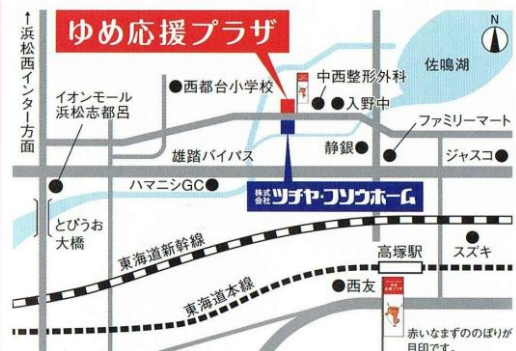 ↑浜松西インター方面
ゆめ応援プラザ
N
佐鳴湖
●西都台小学校
中西整形外科
●●入野中
イオンモール
浜松志都呂
ファミリーマート
雄踏バイパス
静銀●
ジャスコ●
ハマニシGC●
株式
会社
ツチヤ・フソウホーム
とびうお
大橋
東海道新幹線
高塚駅
スズキ
東海道本線
●西友
赤いなまずののぼりが
目印です。